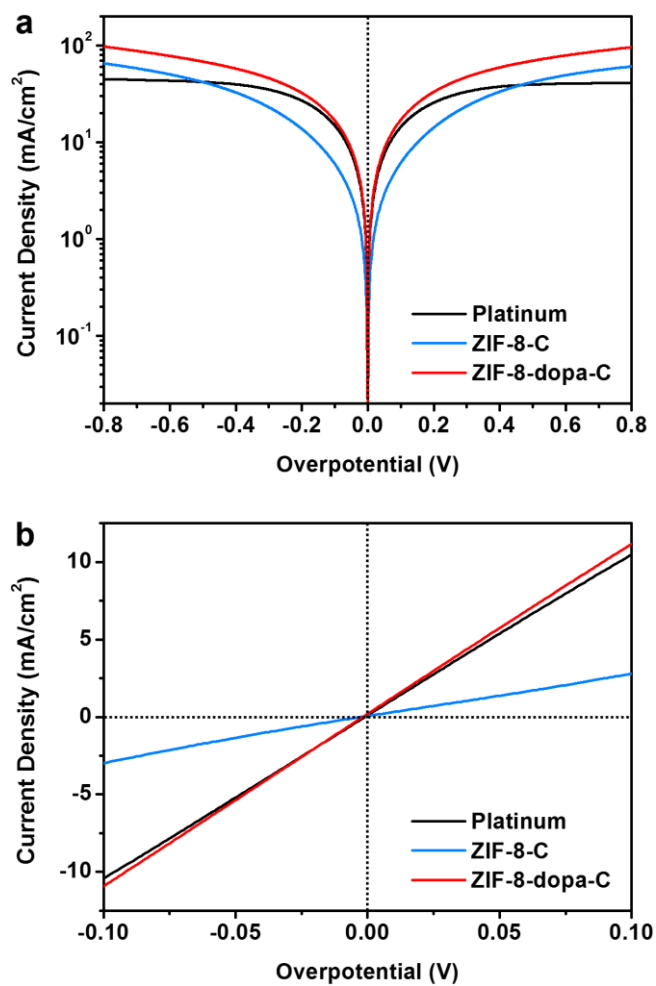 a
10²
10¹
10⁰
10⁻¹
Current Density (mA/cm²)
Platinum
ZIF-8-C
ZIF-8-dopa-C
-0.8 -0.6 -0.4 -0.2 0.0 0.2 0.4 0.6 0.8
Overpotential (V)
b
10
5
0
-5
-10
Current Density (mA/cm²)
Platinum
ZIF-8-C
ZIF-8-dopa-C
-0.10 -0.05 0.00 0.05 0.10
Overpotential (V)